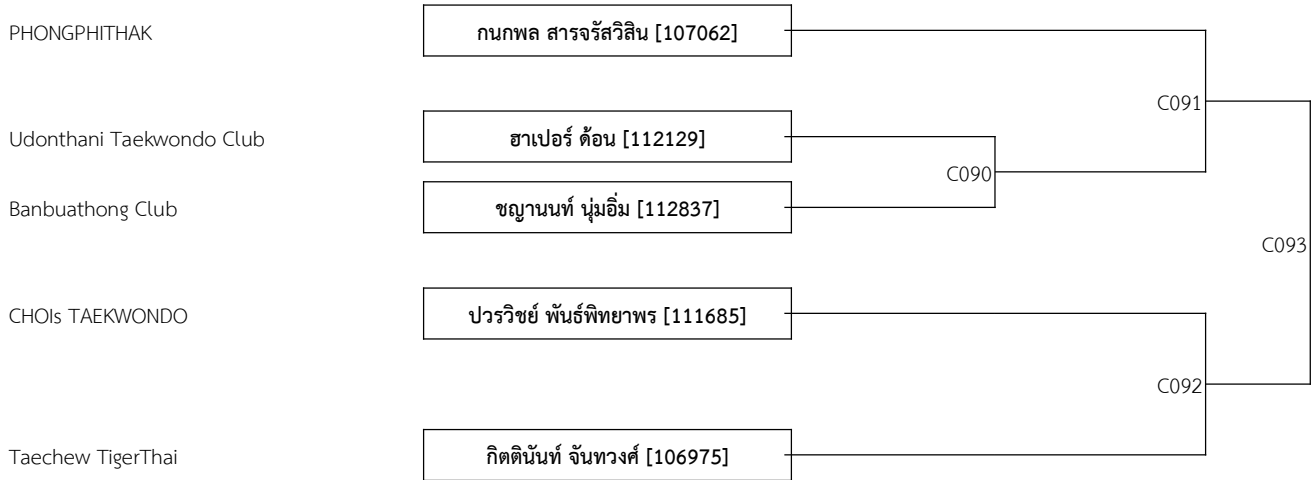 PHONGPHITHAK
กนกพล สารจรัสวิสิน [107062]
C091
Udonthani Taekwondo Club
ฮาเปอร์ ด้อน [112129]
C090
Banbuathong Club
ชญานนท์ นุ่มอิ่ม [112837]
C093
CHOIs TAEKWONDO
ปวรวิชย์ พันธ์พิทยาพร [111685]
C092
Taechew TigerThai
กิตตินันท์ จันทวงศ์ [106975]